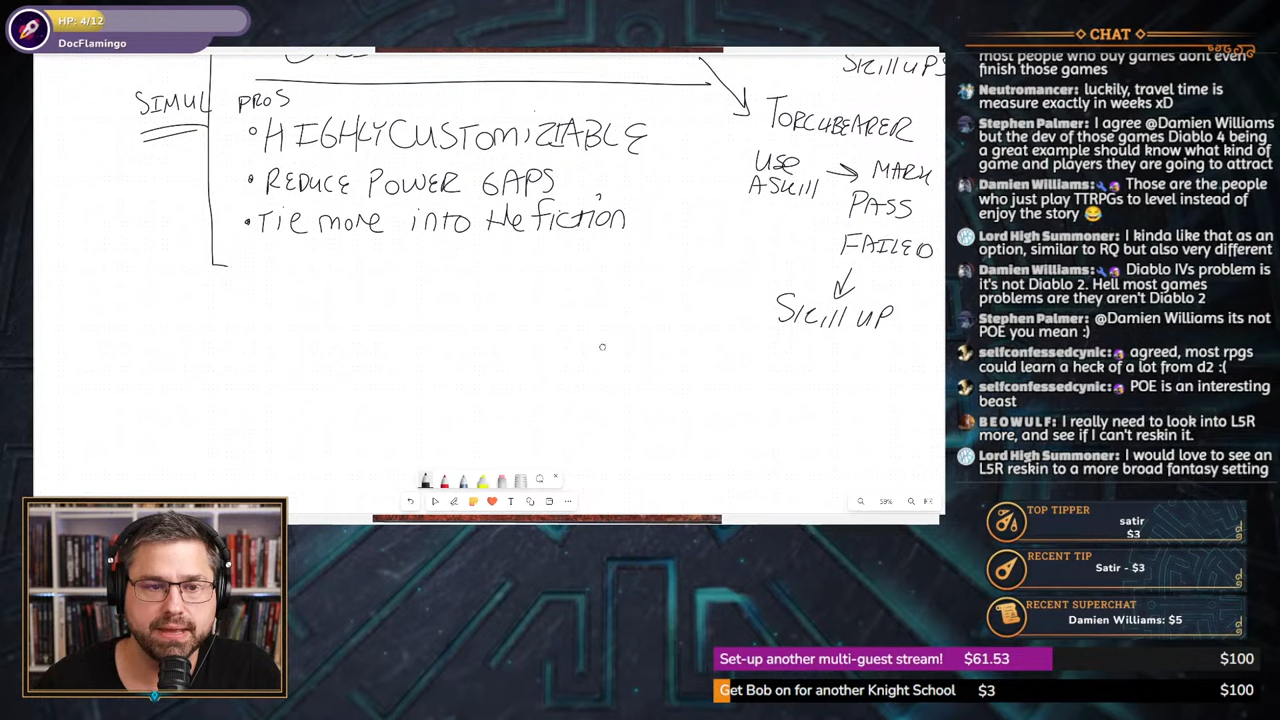 HP: 4/12
DocFlamingo
SKillUPS
SIMUL
PROS
• HIGHLY CUSTOMIZIABLE
• REDUCE POWER GAPS
• Tie more into the fiction
TORCHBEARER
Use
A SKill
MARK
PASS
FAILED
Skill UP
59%
CHAT
most people who buy games dont even
finish those games
Neutromancer: luckily, travel time is
measure exactly in weeks xD
Stephen Palmer: I agree @Damien Williams
but the dev of those games Diablo 4 being
a great example should know what kind of
game and players they are going to attract
Damien Williams: Those are the people
who just play TTRPGs to level instead of
enjoy the story 😂
Lord High Summoner: I kinda like that as an
option, similar to RQ but also very different
Damien Williams: Diablo IVs problem is
it's not Diablo 2. Hell most games
problems are they aren't Diablo 2
Stephen Palmer: @Damien Williams its not
POE you mean :)
selfconfessedcynic: agreed, most rpgs
could learn a heck of a lot from d2 :(
selfconfessedcynic: POE is an interesting
beast
BEOWULF: I really need to look into L5R
more, and see if I can't reskin it.
Lord High Summoner: I would love to see an
L5R reskin to a more broad fantasy setting
TOP TIPPER
satir
$3
RECENT TIP
Satir - $3
RECENT SUPERCHAT
Damien Williams: $5
Set-up another multi-guest stream! $61.53 $100
Get Bob on for another Knight School $3 $100